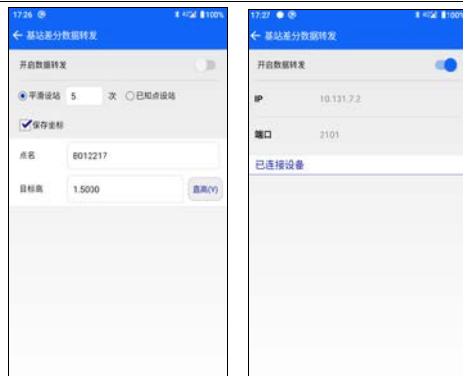 17:26
100%
← 基站差分数据转发
开启数据转发
平滑设站 5 次 已知点设站
保存坐标
点名 B012217
目标高 1.5000 直高(Y)
17:27
100%
← 基站差分数据转发
开启数据转发
IP 10.131.7.2
端口 2101
已连接设备